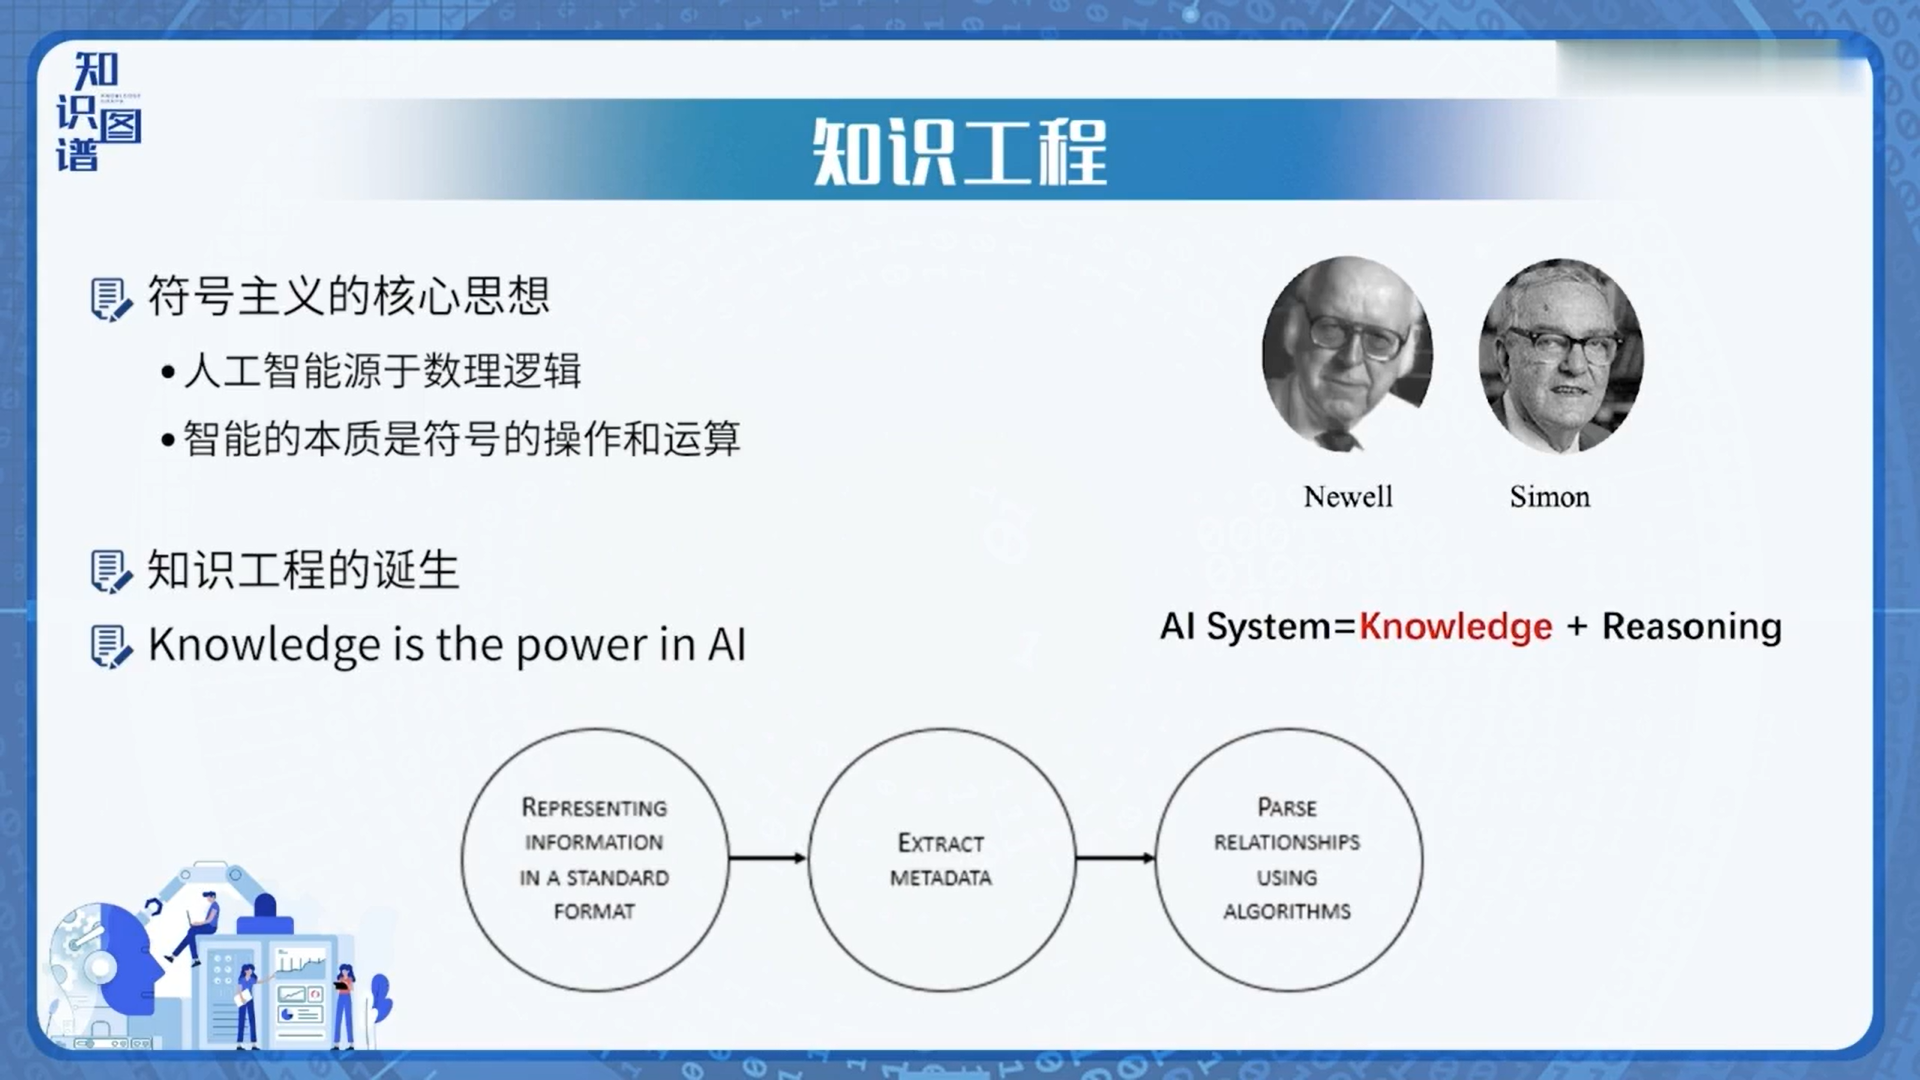 知
识图
谱
知识工程
符号主义的核心思想
•人工智能源于数理逻辑
•智能的本质是符号的操作和运算
Newell
Simon
知识工程的诞生
Knowledge is the power in AI
AI System=Knowledge + Reasoning
REPRESENTING
INFORMATION
IN A STANDARD
FORMAT
EXTRACT
METADATA
PARSE
RELATIONSHIPS
USING
ALGORITHMS